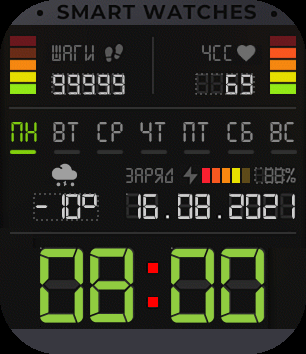 • SMART WATCHES •
ШАГИ ЧСС
99999 69
ПН ВТ СР ЧТ ПТ СБ ВС
ЗАРЯД
-10° 16.08.2021
08:00